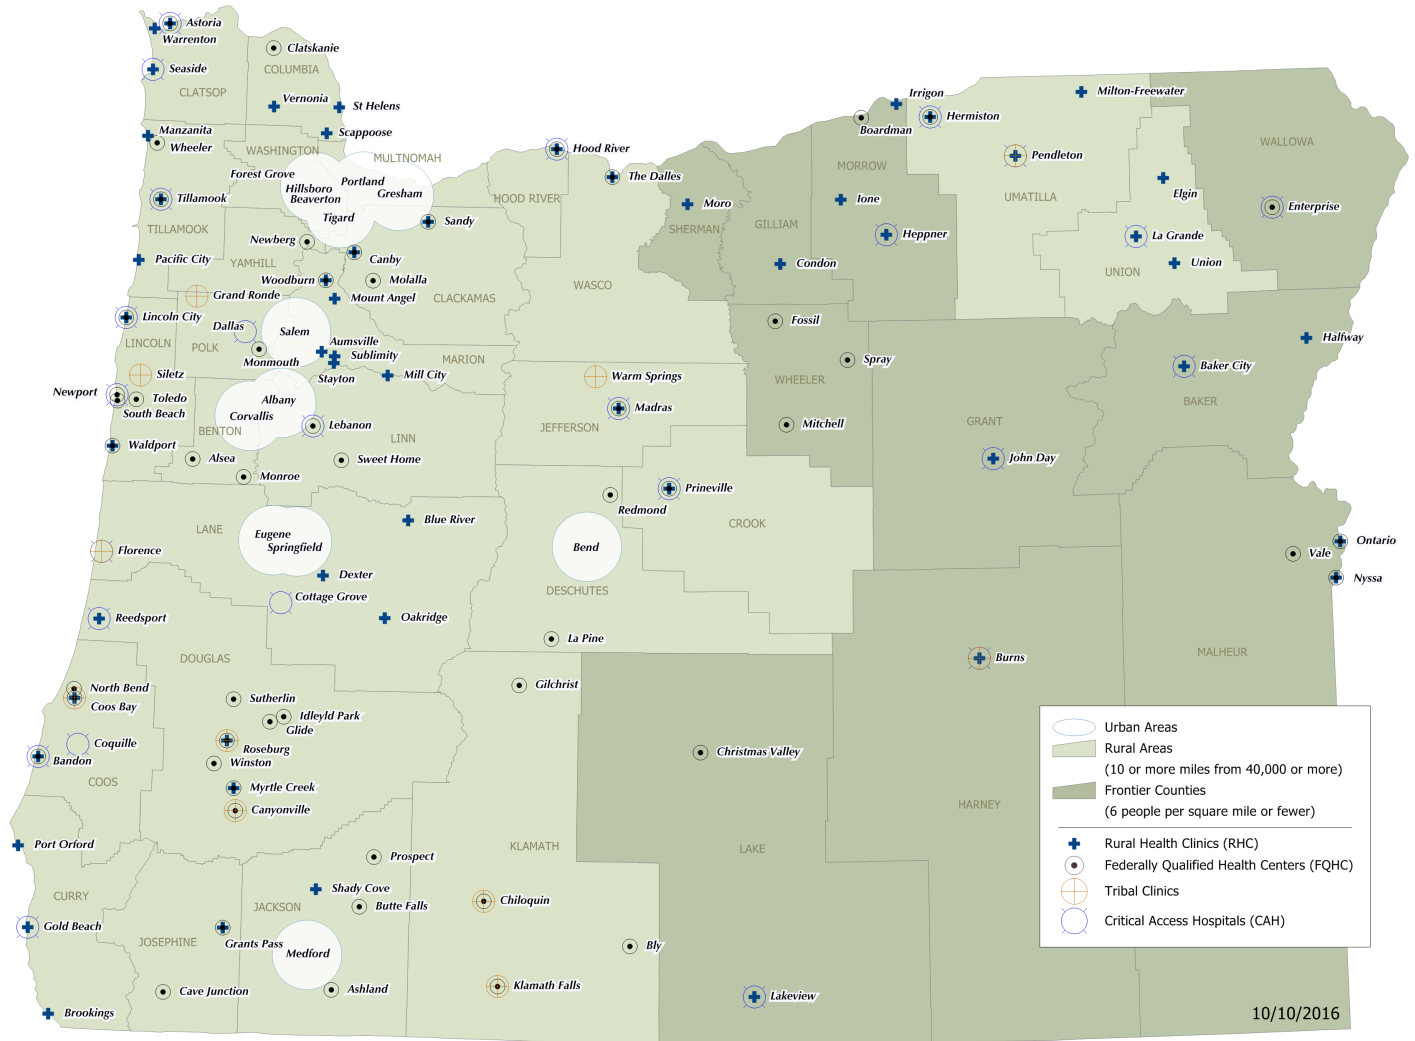 Astoria
Warrenton
Clatskanie
COLUMBIA
Seaside
CLATSOP
Vernonia
St Helens
Irrigon
Milton-Freewater
Hermiston
Boardman
Manzanita
Wheeler
Scappoose
WASHINGTON
MULTNOMAH
Hood River
WALLOWA
Pendleton
MORROW
UMATILLA
Forest Grove
Portland
Hillsboro
Beaverton
Gresham
The Dalles
HOOD RIVER
Tillamook
Tigard
Sandy
Moro
Ione
Elgin
Enterprise
TILLAMOOK
SHERMAN
GILLIAM
Heppner
La Grande
Newberg
Canby
Pacific City
YAMHILL
Condon
Union
UNION
Woodburn
Molalla
WASCO
Grand Ronde
Mount Angel
CLACKAMAS
Lincoln City
Dallas
Salem
Fossil
LINCOLN
POLK
Aumsville
Sublimity
MARION
Halfway
Monmouth
Stayton
Mill City
Spray
Baker City
Siletz
Warm Springs
WHEELER
Newport
Toledo
South Beach
Albany
Corvallis
Madras
BAKER
BENTON
Lebanon
LINN
JEFFERSON
Mitchell
GRANT
Waldport
Alsea
Sweet Home
John Day
Monroe
Prineville
Redmond
CROOK
LANE
Blue River
Eugene
Springfield
Bend
Florence
Ontario
Vale
Nyssa
Dexter
Cottage Grove
DESCHUTES
Reedsport
Oakridge
La Pine
DOUGLAS
Burns
MALHEUR
North Bend
Coos Bay
Sutherlin
Gilchrist
Idleyld Park
Glide
Coquille
Bandon
Roseburg
Winston
Christmas Valley
COOS
Myrtle Creek
Canyonville
HARNEY
Port Orford
KLAMATH
LAKE
Prospect
CURRY
Shady Cove
JACKSON
Butte Falls
Chiloquin
Gold Beach
JOSEPHINE
Grants Pass
Medford
Bly
Cave Junction
Ashland
Klamath Falls
Lakeview
Brookings
Urban Areas
Rural Areas
(10 or more miles from 40,000 or more)
Frontier Counties
(6 people per square mile or fewer)
Rural Health Clinics (RHC)
Federally Qualified Health Centers (FQHC)
Tribal Clinics
Critical Access Hospitals (CAH)
10/10/2016